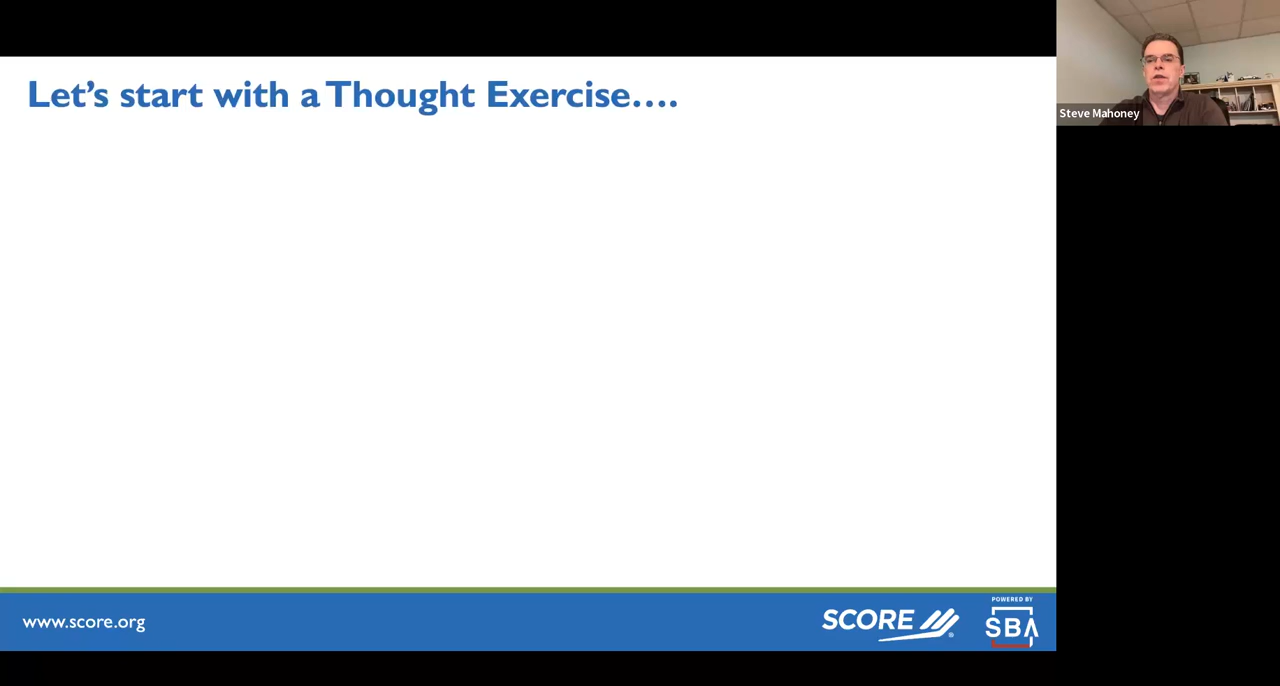 Let's start with a Thought Exercise....
Steve Mahoney
www.score.org
SCORE
®
POWERED BY
SBA